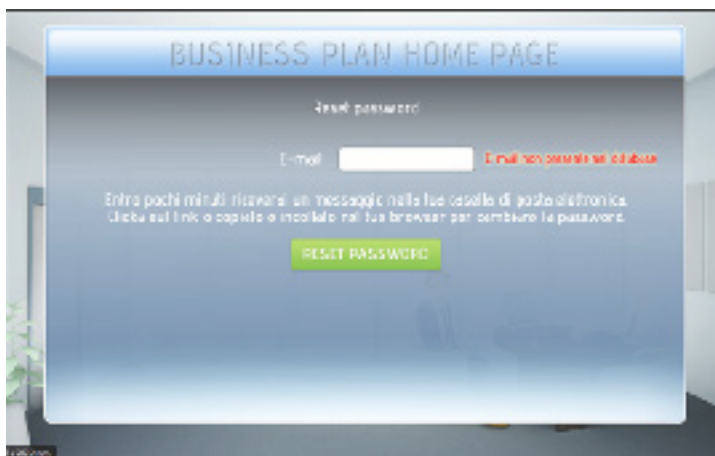 BUSINESS PLAN HOME PAGE
Reset password
E-mail
E-mail non presente nel database
Entro pochi minuti riceverai un messaggio nella tua casella di posta elettronica.
Clicka sul link o copialo e incollalo nel tuo browser per cambiare la password.
RESET PASSWORD